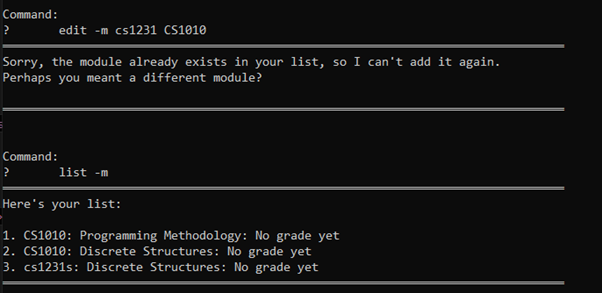 Command:
? edit -m cs1231 CS1010
Sorry, the module already exists in your list, so I can't add it again.
Perhaps you meant a different module?
Command:
? list -m
Here's your list:
1. CS1010: Programming Methodology: No grade yet
2. CS1010: Discrete Structures: No grade yet
3. cs1231s: Discrete Structures: No grade yet